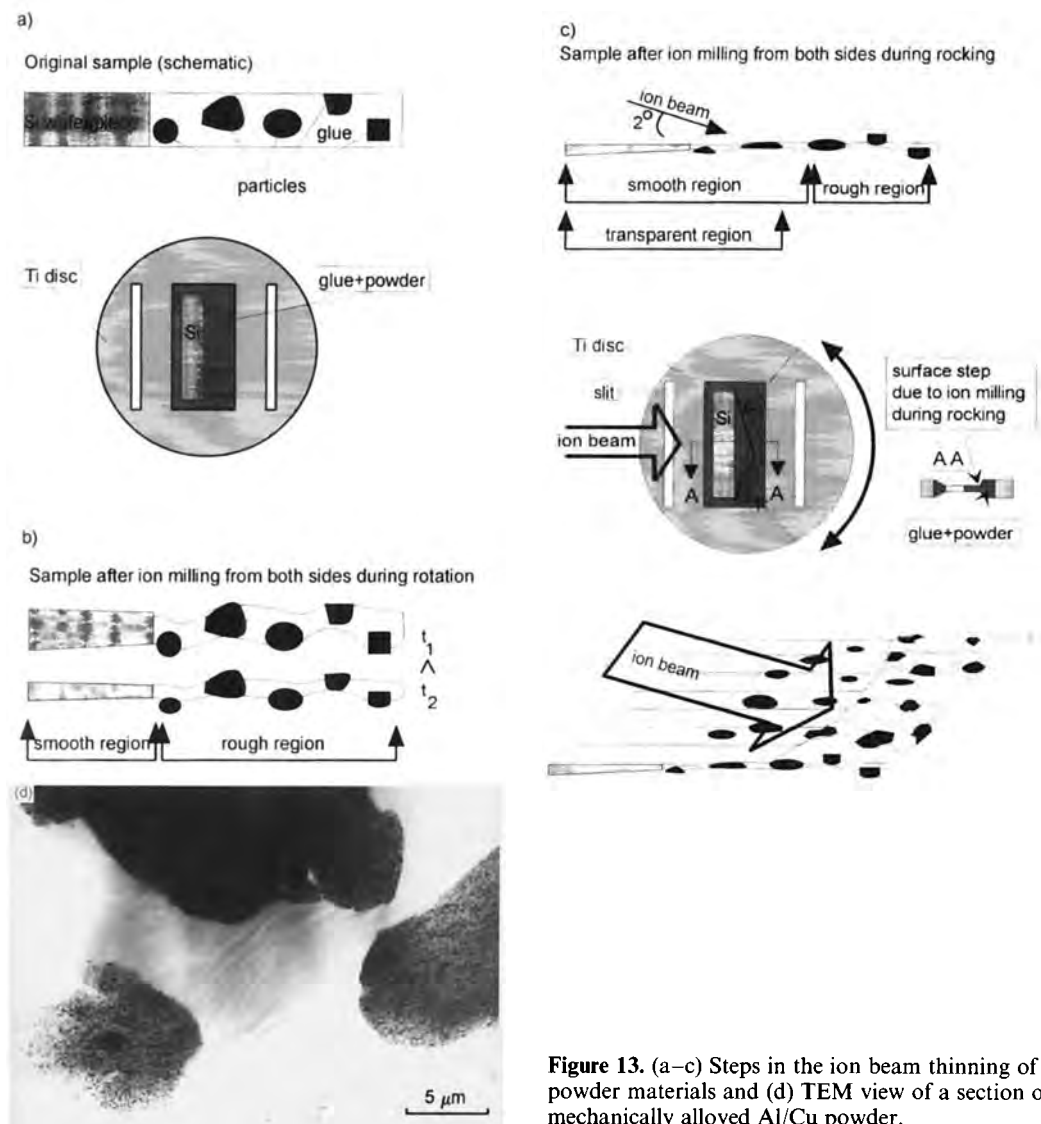 a)
Original sample (schematic)
Si wafer piece
glue
particles
Ti disc
glue+powder
Si
b)
Sample after ion milling from both sides during rotation
t1
<
t2
smooth region
rough region
(d)
5 μm
c)
Sample after ion milling from both sides during rocking
ion beam
2°
smooth region
rough region
transparent region
Ti disc
slit
Si
ion beam
A
A
surface step
due to ion milling
during rocking
A A
glue+powder
ion beam
Figure 13. (a–c) Steps in the ion beam thinning of
powder materials and (d) TEM view of a section o
mechanically alloyed Al/Cu powder.